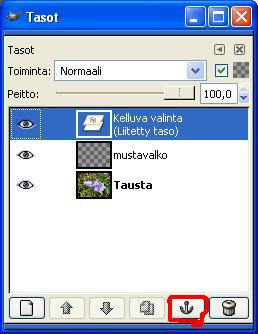 Tasot
Tasot
Toiminta: Normaali
Peitto: 100,0
Kelluva valinta
(Liitetty taso)
mustavalko
Tausta